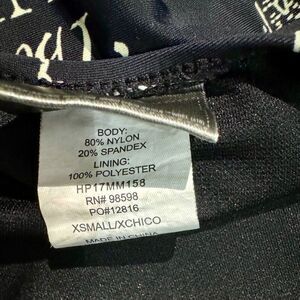 BODY:
80% NYLON
20% SPANDEX
LINING:
100% POLYESTER
HP17MM158
RN# 98598
PO#12816
XSMALL/XCHICO
MADE IN CHINA